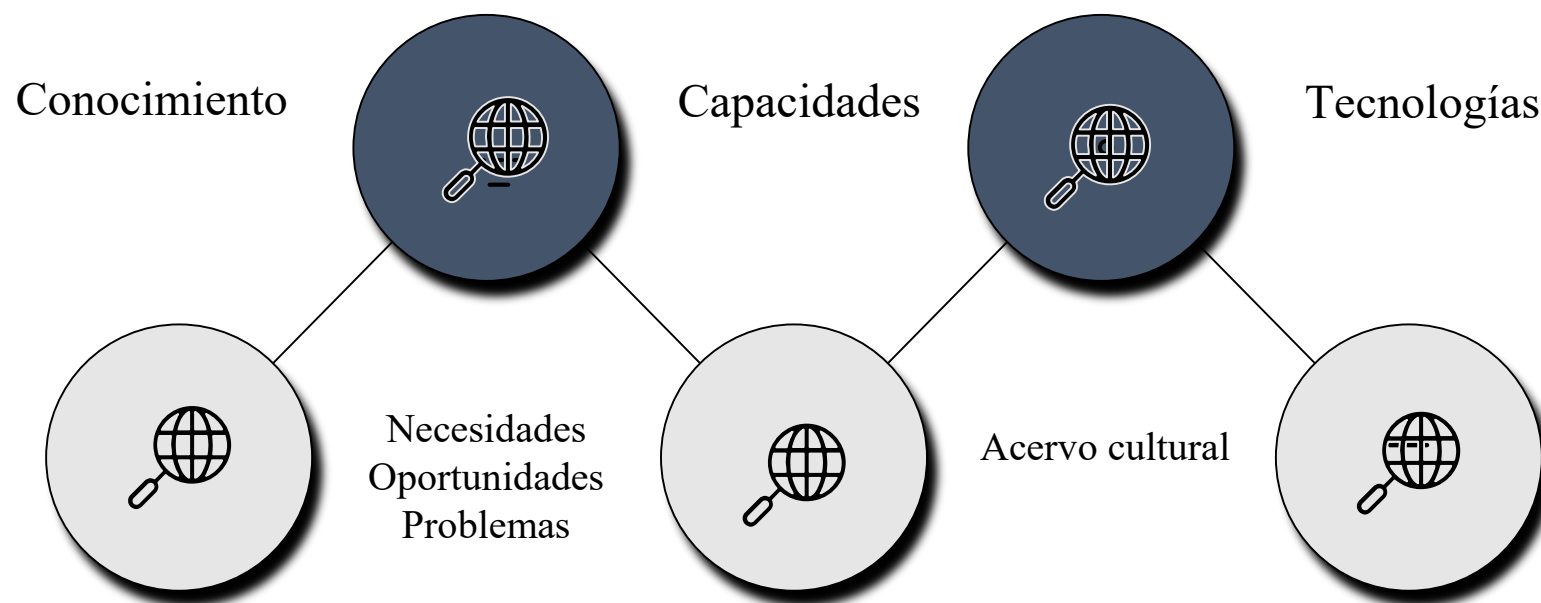 Conocimiento
Capacidades
Tecnologías
Necesidades
Oportunidades
Problemas
Acervo cultural